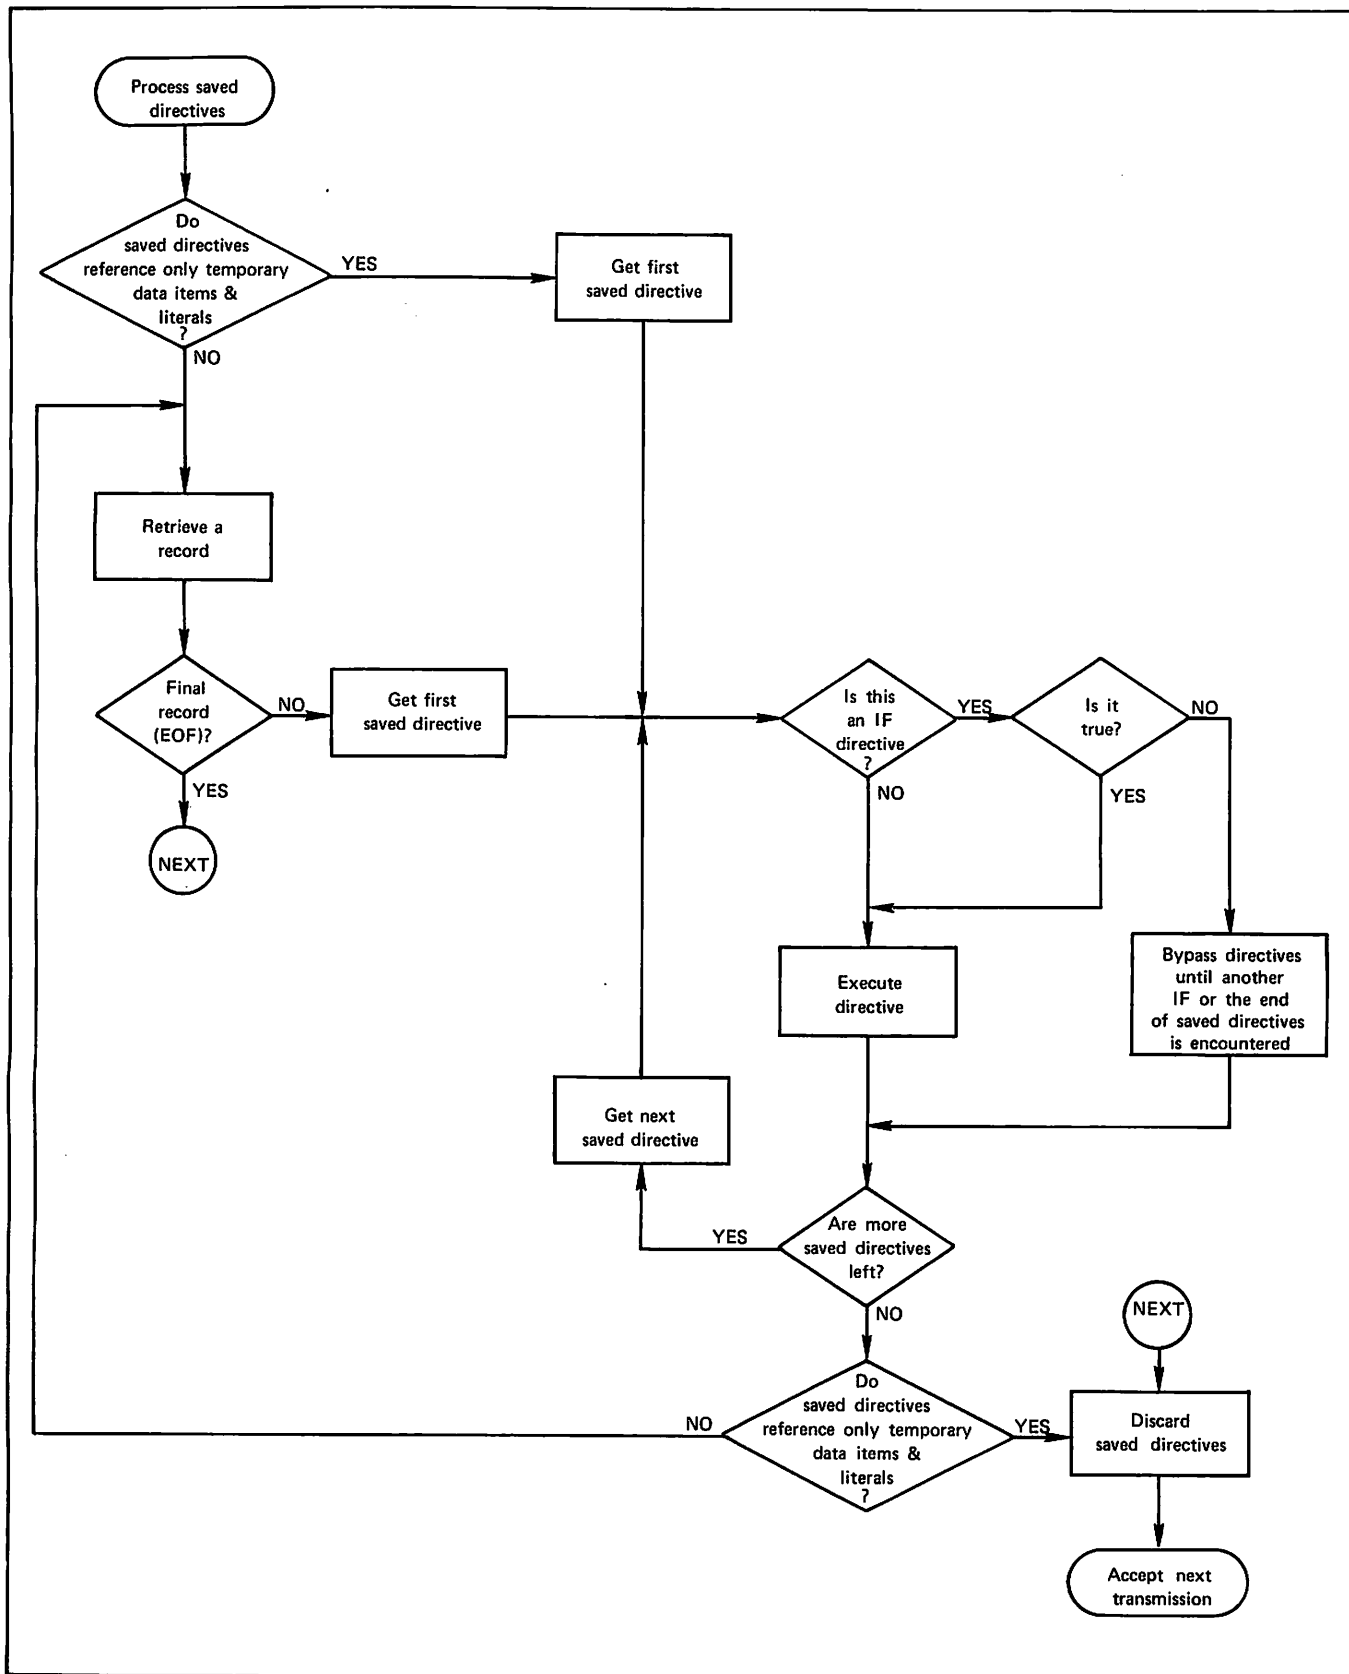 Process saved
directives
Do
saved directives
reference only temporary
data items &
literals
?
YES
NO
Get first
saved directive
Retrieve a
record
Final
record
(EOF)?
NO
YES
NEXT
Get first
saved directive
Is this
an IF
directive
?
YES
NO
Is it
true?
NO
YES
Execute
directive
Bypass directives
until another
IF or the end
of saved directives
is encountered
Get next
saved directive
Are more
saved directives
left?
YES
NO
Do
saved directives
reference only temporary
data items &
literals
?
NO
YES
NEXT
Discard
saved directives
Accept next
transmission